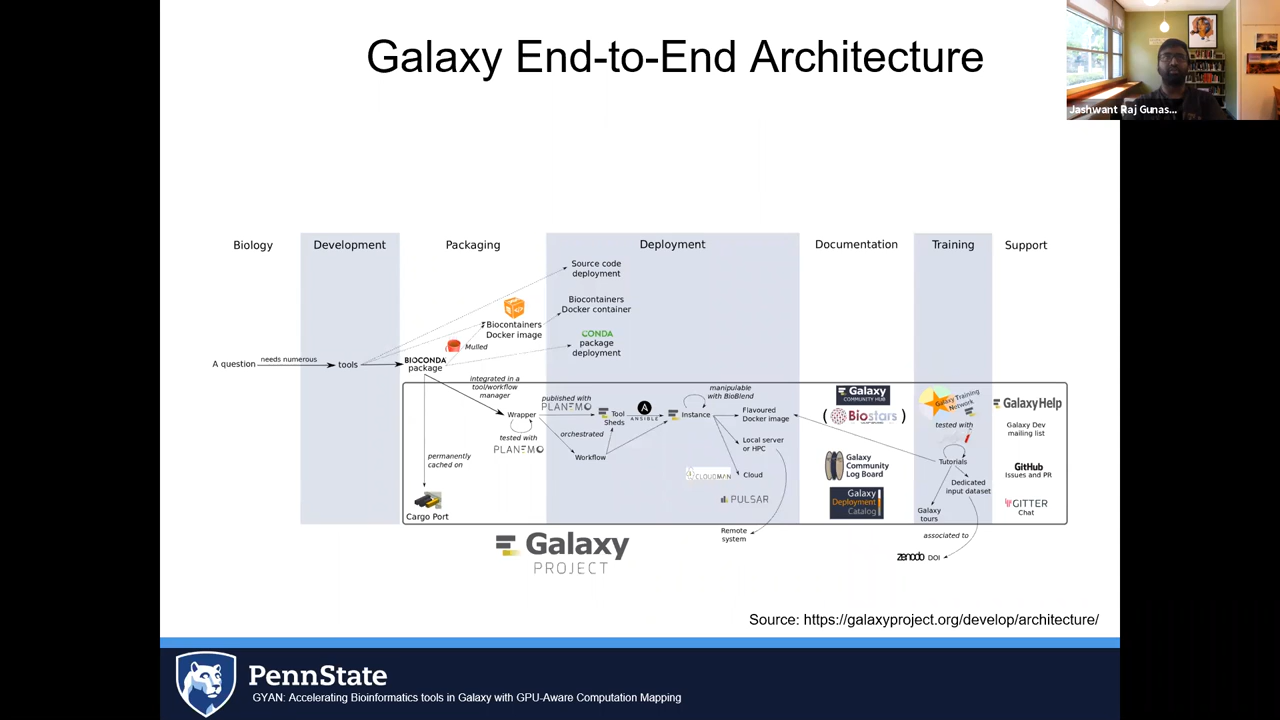 Galaxy End-to-End Architecture
Jashwant Raj Gunas...
Biology
Development
Packaging
Deployment
Documentation
Training
Support
Source code
deployment
Biocontainers
Docker container
Biocontainers
Docker image
CONDA
package
deployment
Mulled
A question
needs numerous
tools
BIOCONDA
package
integrated in a
tool/workflow
manager
Wrapper
published with
PLANEMO
tested with
PLANEMO
orchestrated
Workflow
Tool
Sheds
A
ANSIBLE
Instance
manipulable
with BioBlend
Flavoured
Docker image
Local server
or HPC
CLOUDMAN
Cloud
PULSAR
Remote
system
permanently
cached on
Cargo Port
Galaxy
COMMUNITY HUB
( Biostars )
Galaxy
Community
Log Board
Galaxy
Deployment
Catalog
Galaxy Training
Network
tested with
Tutorials
Dedicated
input dataset
Galaxy
tours
associated to
zenodo DOI
GalaxyHelp
Galaxy Dev
mailing list
GitHub
Issues and PR
GITTER
Chat
Galaxy
PROJECT
Source: https://galaxyproject.org/develop/architecture/
PennState
GYAN: Accelerating Bioinformatics tools in Galaxy with GPU-Aware Computation Mapping